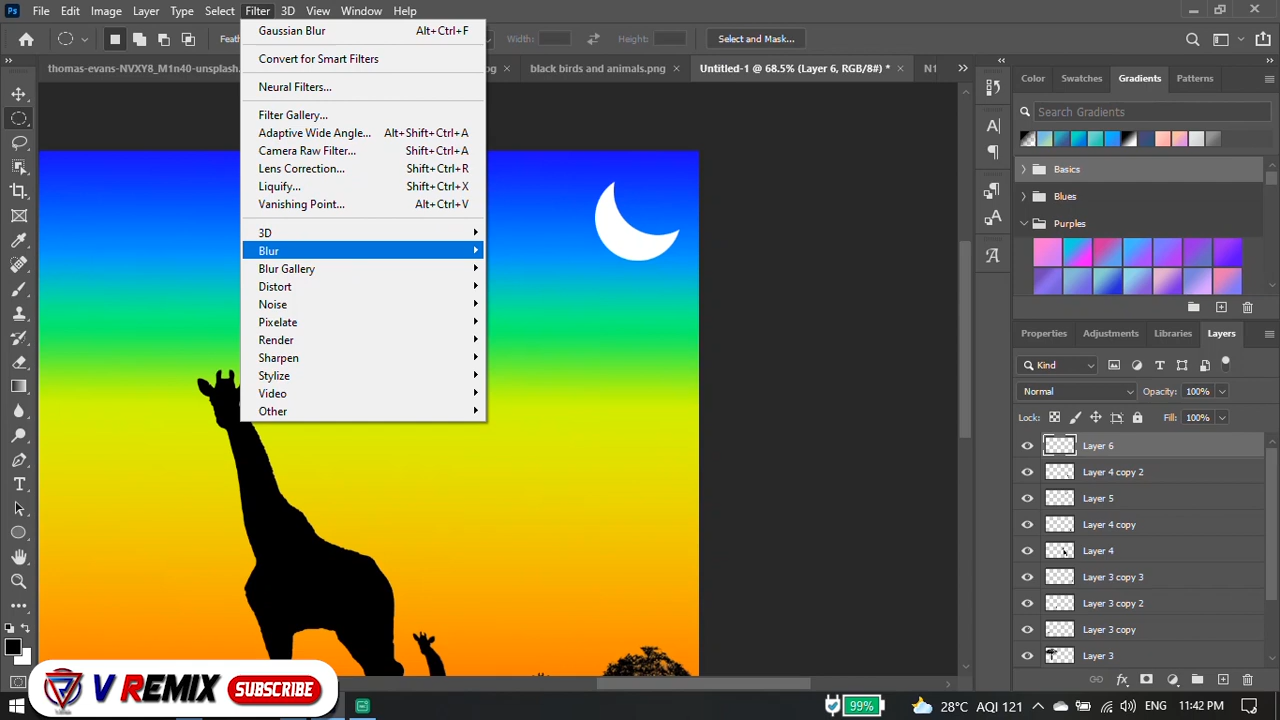 Ps File Edit Image Layer Type Select Filter 3D View Window Help
Feath Width: Height: Select and Mask...
thomas-evans-NVXY8_M1n40-unsplash. ng × black birds and animals.png × Untitled-1 @ 68.5% (Layer 6, RGB/8#) * × N1
Gaussian Blur Alt+Ctrl+F
Convert for Smart Filters
Neural Filters...
Filter Gallery...
Adaptive Wide Angle... Alt+Shift+Ctrl+A
Camera Raw Filter... Shift+Ctrl+A
Lens Correction... Shift+Ctrl+R
Liquify... Shift+Ctrl+X
Vanishing Point... Alt+Ctrl+V
3D
Blur
Blur Gallery
Distort
Noise
Pixelate
Render
Sharpen
Stylize
Video
Other
Color Swatches Gradients Patterns
Search Gradients
Basics
Blues
Purples
Properties Adjustments Libraries Layers
Kind
Normal Opacity: 100%
Lock: Fill: 100%
Layer 6
Layer 4 copy 2
Layer 5
Layer 4 copy
Layer 4
Layer 3 copy 3
Layer 3 copy 2
Layer 3 copy
Layer 3
V REMIX SUBSCRIBE
99% 28°C AQI 121 ENG 11:42 PM